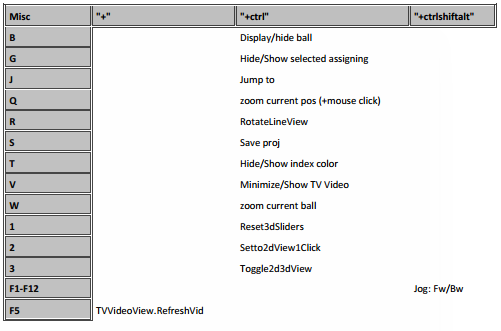 Misc "+" "+ctrl" "+ctrlshiftalt"
B Display/hide ball
G Hide/Show selected assigning
J Jump to
Q zoom current pos (+mouse click)
R RotateLineView
S Save proj
T Hide/Show index color
V Minimize/Show TV Video
W zoom current ball
1 Reset3dSliders
2 Setto2dView1Click
3 Toggle2d3dView
F1-F12 Jog: Fw/Bw
F5 TVVideoView.RefreshVid